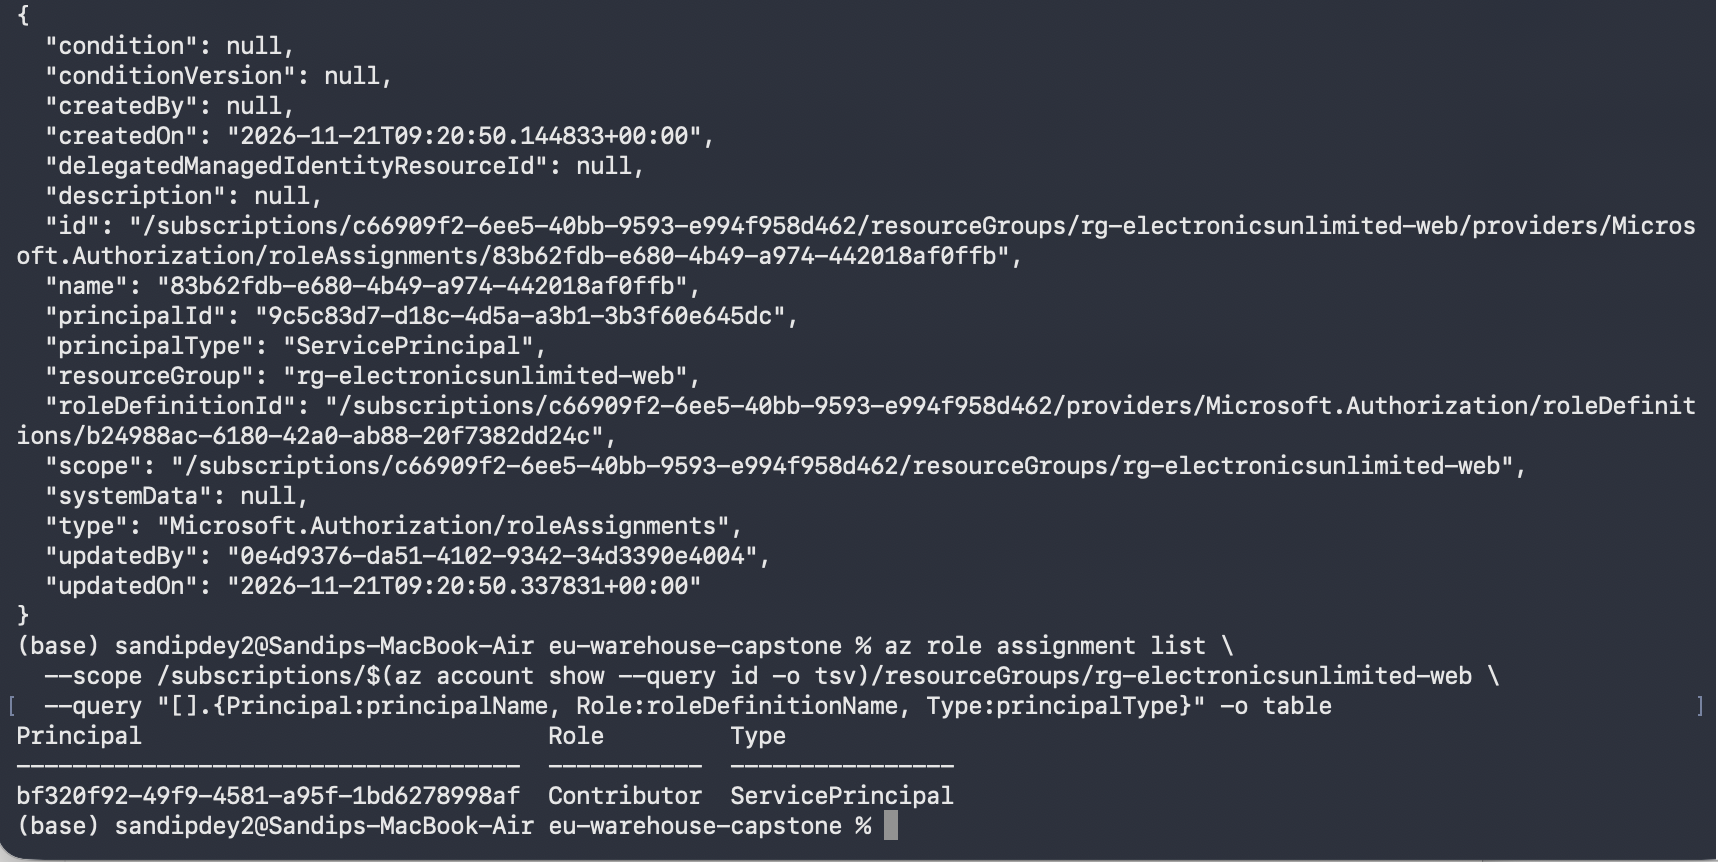 {
  "condition": null,
  "conditionVersion": null,
  "createdBy": null,
  "createdOn": "2026-11-21T09:20:50.144833+00:00",
  "delegatedManagedIdentityResourceId": null,
  "description": null,
  "id": "/subscriptions/c66909f2-6ee5-40bb-9593-e994f958d462/resourceGroups/rg-electronicsunlimited-web/providers/Micros
oft.Authorization/roleAssignments/83b62fdb-e680-4b49-a974-442018af0ffb",
  "name": "83b62fdb-e680-4b49-a974-442018af0ffb",
  "principalId": "9c5c83d7-d18c-4d5a-a3b1-3b3f60e645dc",
  "principalType": "ServicePrincipal",
  "resourceGroup": "rg-electronicsunlimited-web",
  "roleDefinitionId": "/subscriptions/c66909f2-6ee5-40bb-9593-e994f958d462/providers/Microsoft.Authorization/roleDefinit
ions/b24988ac-6180-42a0-ab88-20f7382dd24c",
  "scope": "/subscriptions/c66909f2-6ee5-40bb-9593-e994f958d462/resourceGroups/rg-electronicsunlimited-web",
  "systemData": null,
  "type": "Microsoft.Authorization/roleAssignments",
  "updatedBy": "0e4d9376-da51-4102-9342-34d3390e4004",
  "updatedOn": "2026-11-21T09:20:50.337831+00:00"
}
(base) sandipdey2@Sandips-MacBook-Air eu-warehouse-capstone % az role assignment list \
  --scope /subscriptions/$(az account show --query id -o tsv)/resourceGroups/rg-electronicsunlimited-web \
[  --query "[].{Principal:principalName, Role:roleDefinitionName, Type:principalType}" -o table ]
Principal                             Role         Type
------------------------------------  -----------  ----------------
bf320f92-49f9-4581-a95f-1bd6278998af  Contributor  ServicePrincipal
(base) sandipdey2@Sandips-MacBook-Air eu-warehouse-capstone %